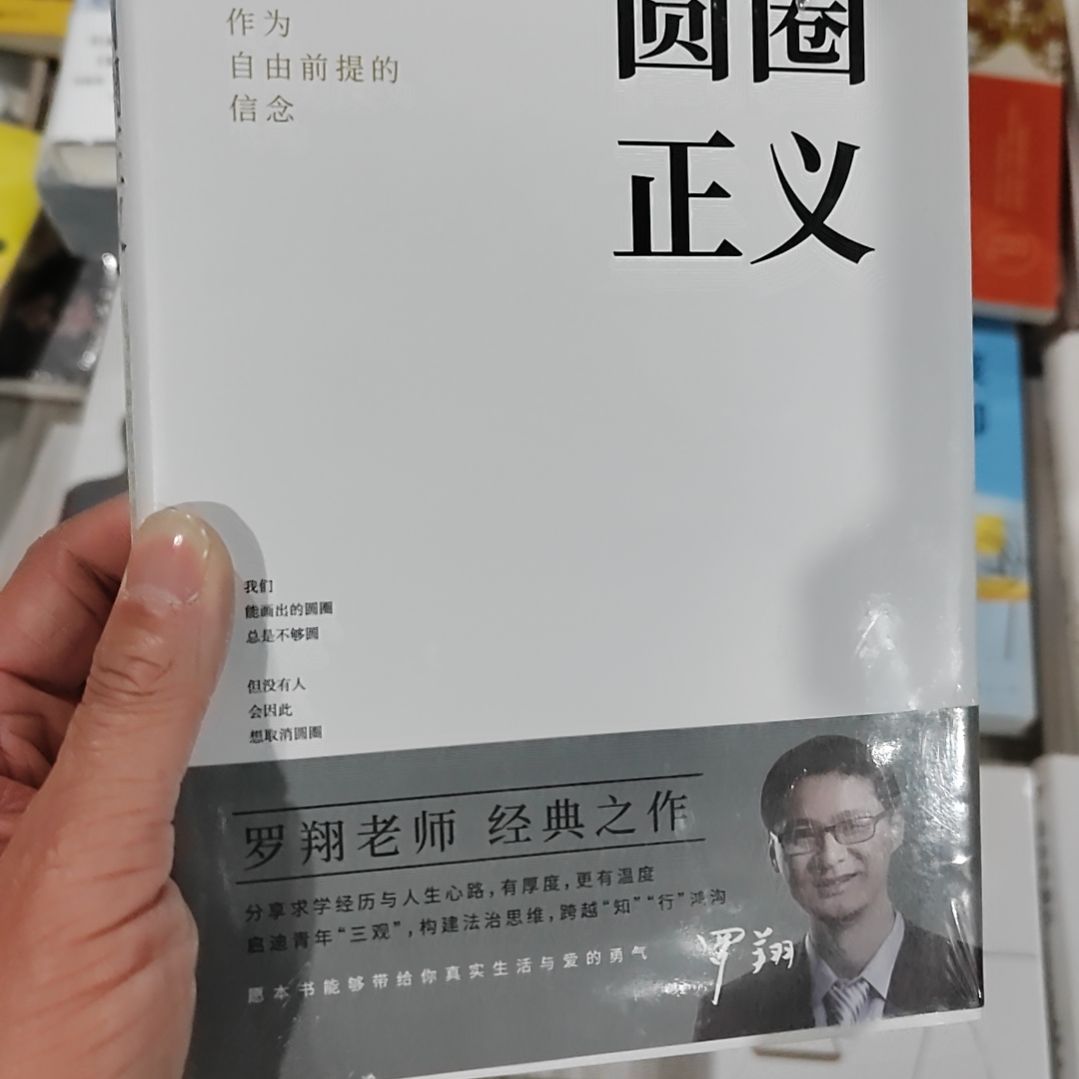 圆圈
正义
作为
自由前提的
信念
我们
能画出的圆圈
总是不够圆
但没有人
会因此
想取消圆圈
罗翔老师 经典之作
分享求学经历与人生心路，有厚度，更有温度
启迪青年“三观”，构建法治思维，跨越“知”“行”鸿沟
愿本书能够带给你真实生活与爱的勇气
罗翔